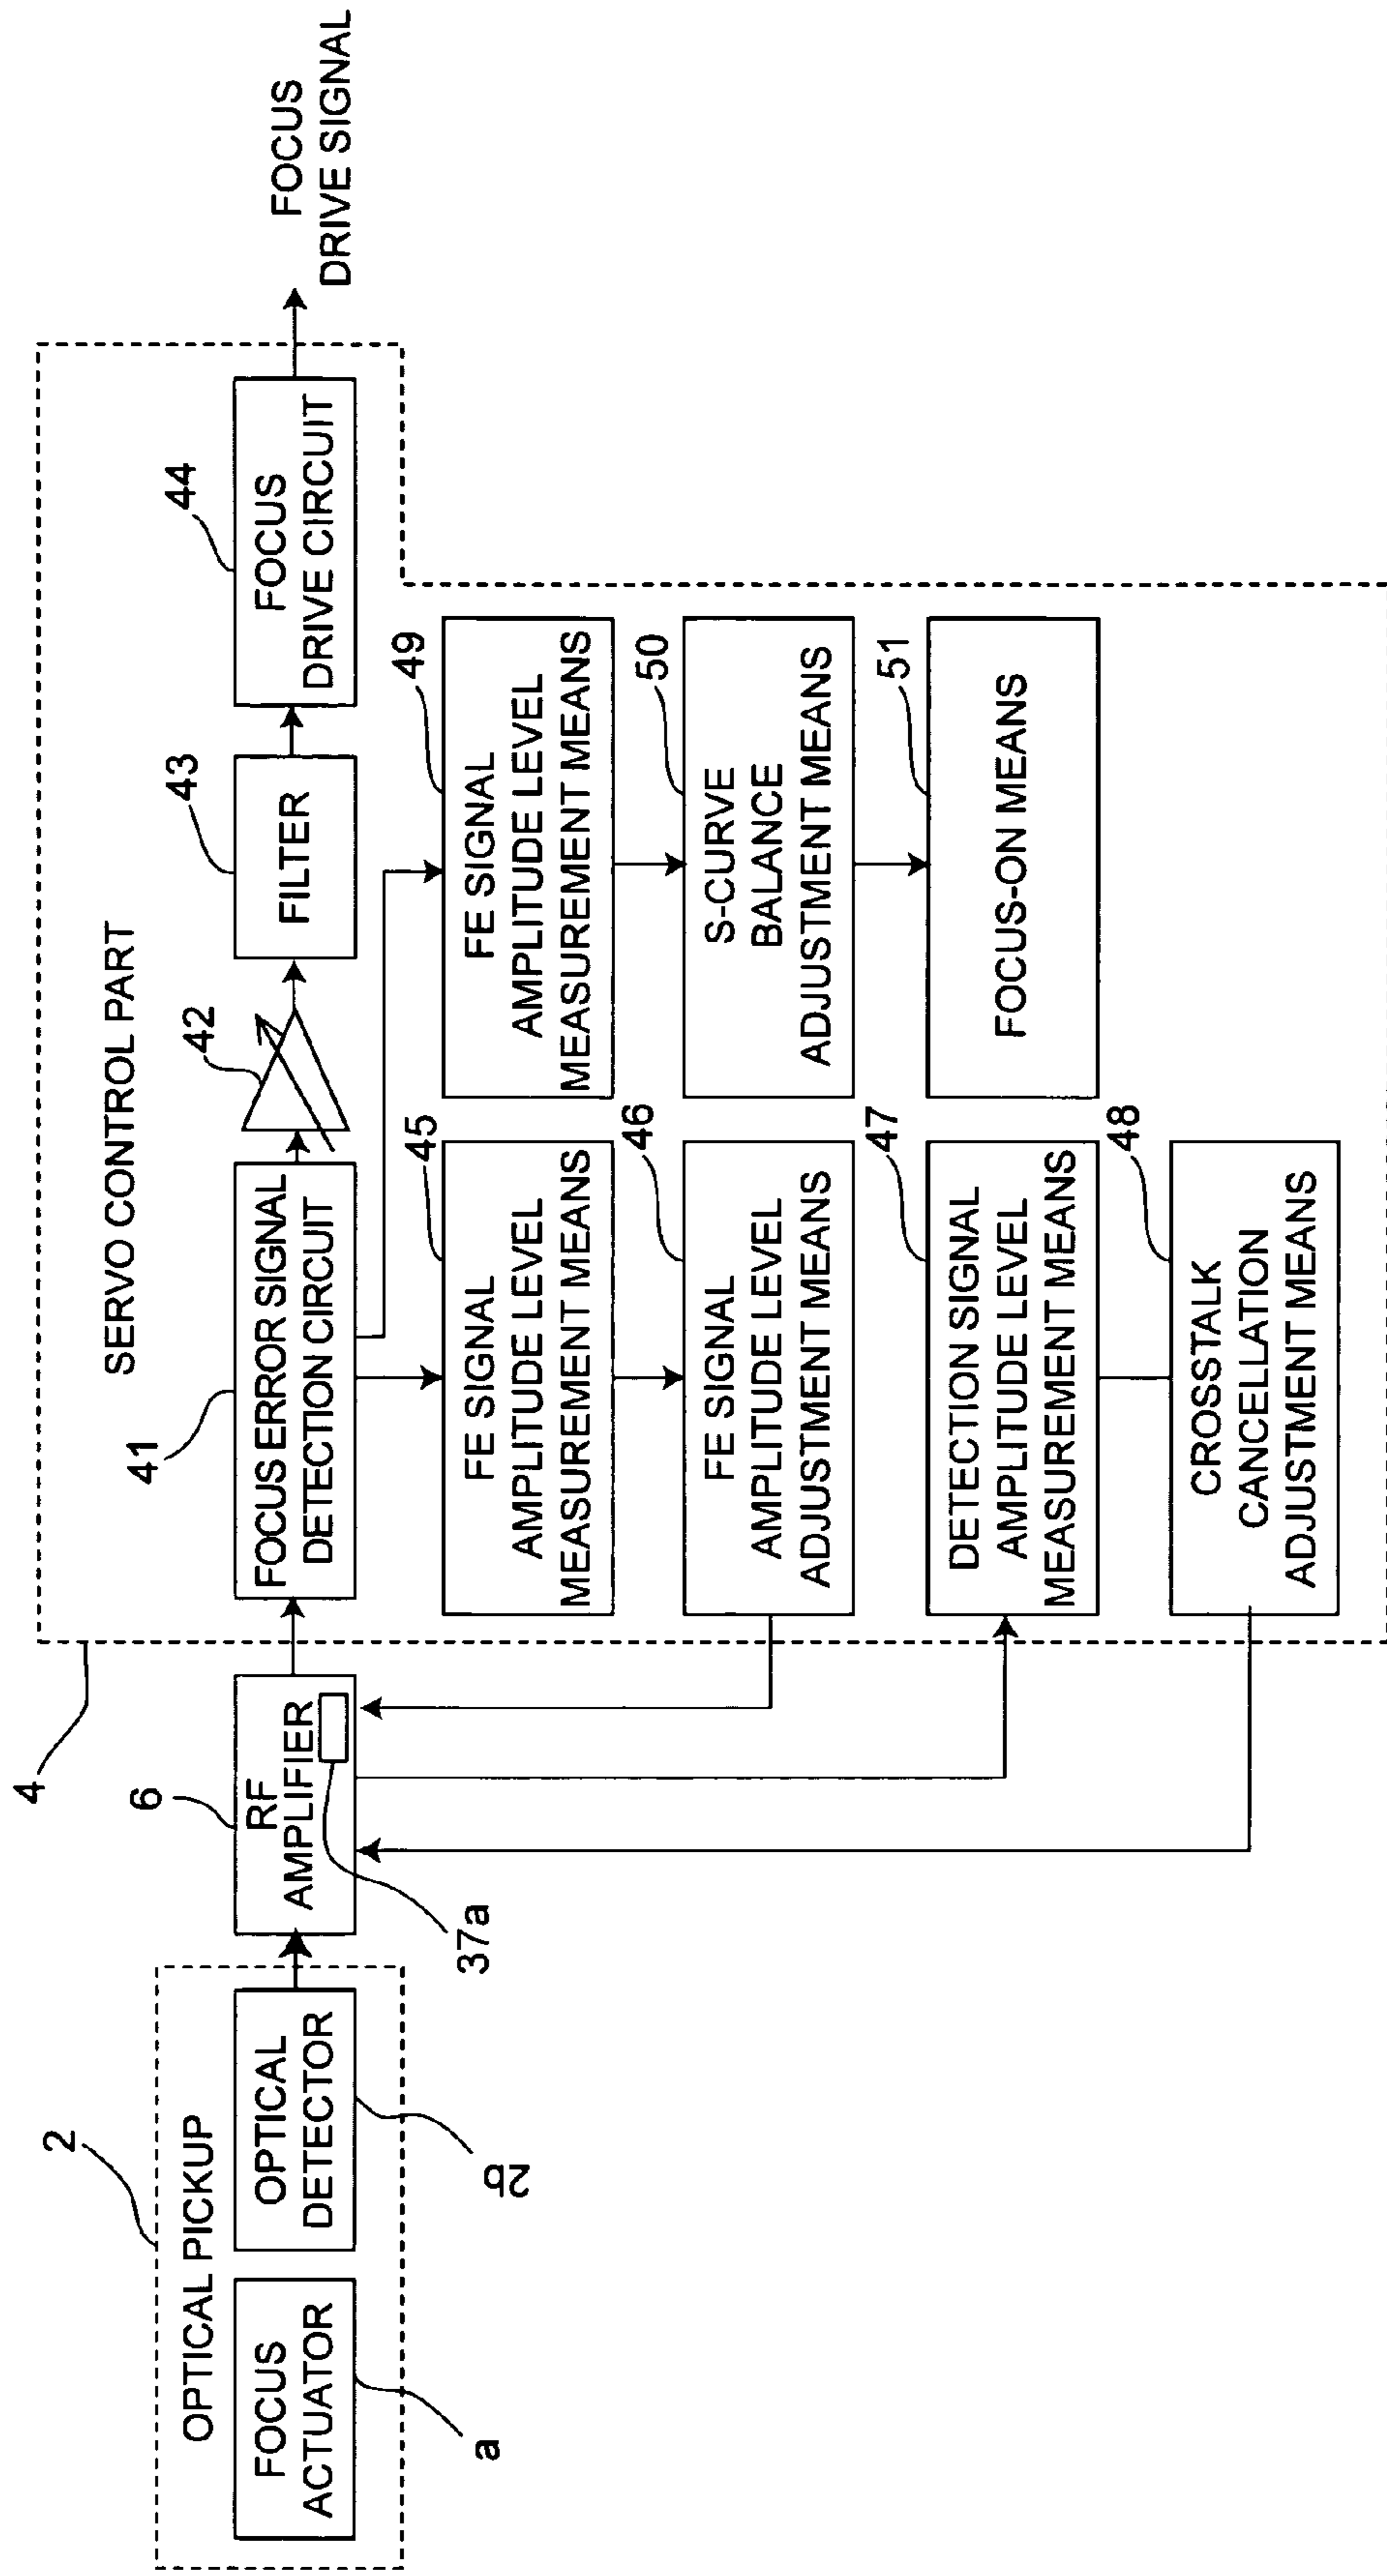 4
SERVO CONTROL PART
2
OPTICAL PICKUP
FOCUS
ACTUATOR
a
OPTICAL
DETECTOR
2b
6
RF
AMPLIFIER
37a
41
FOCUS ERROR SIGNAL
DETECTION CIRCUIT
42
43
FILTER
44
FOCUS
DRIVE CIRCUIT
FOCUS
DRIVE SIGNAL
45
FE SIGNAL
AMPLITUDE LEVEL
MEASUREMENT MEANS
49
FE SIGNAL
AMPLITUDE LEVEL
MEASUREMENT MEANS
46
FE SIGNAL
AMPLITUDE LEVEL
ADJUSTMENT MEANS
50
S-CURVE
BALANCE
ADJUSTMENT MEANS
47
DETECTION SIGNAL
AMPLITUDE LEVEL
MEASUREMENT MEANS
51
FOCUS-ON MEANS
48
CROSSTALK
CANCELLATION
ADJUSTMENT MEANS